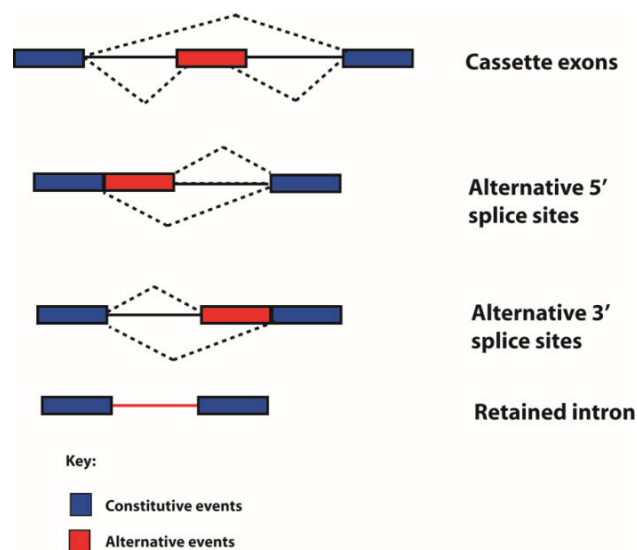 Cassette exons
Alternative 5’
splice sites
Alternative 3’
splice sites
Retained intron
Key:
Constitutive events
Alternative events